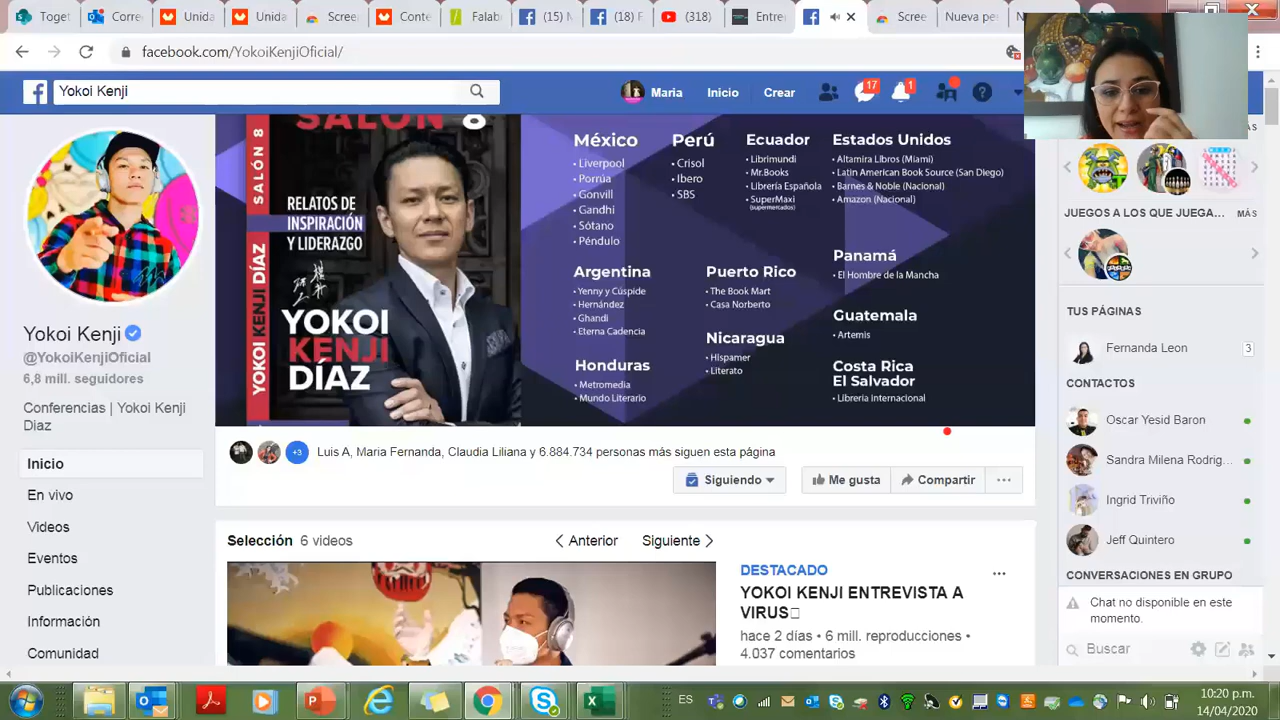 Toget
Unida
Unida
Scree
Conte
Falab
(15) M
(18) F
(318)
Entre
Scree
Nueva pe
facebook.com/YokoiKenjiOficial/
Yokoi Kenji
Maria
Inicio
Crear
17
1
Yokoi Kenji
@YokoiKenjiOficial
6,8 mill. seguidores
Conferencias | Yokoi Kenji
Diaz
Inicio
En vivo
Videos
Eventos
Publicaciones
Información
Comunidad
SALÓN 8
YOKOI KENJI DÍAZ
SALÓN 8
RELATOS DE
INSPIRACIÓN
Y LIDERAZGO
YOKOI
KENJI
DÍAZ
México
• Liverpool
• Porrúa
• Gonvill
• Gandhi
• Sótano
• Péndulo
Perú
• Crisol
• Ibero
• SBS
Ecuador
• Librimundi
• Mr.Books
• Librería Española
• SuperMaxi
(supermercados)
Estados Unidos
• Altamira Libros (Miami)
• Latin American Book Source (San Diego)
• Barnes & Noble (Nacional)
• Amazon (Nacional)
Argentina
• Yenny y Cúspide
• Hernández
• Ghandi
• Eterna Cadencia
Puerto Rico
• The Book Mart
• Casa Norberto
Panamá
• El Hombre de la Mancha
Guatemala
• Artemis
Honduras
• Metromedia
• Mundo Literario
Nicaragua
• Hispamer
• Literato
Costa Rica
El Salvador
• Librería Internacional
+3
Luis A, Maria Fernanda, Claudia Liliana y 6.884.734 personas más siguen esta página
Siguiendo
Me gusta
Compartir
Selección 6 videos
Anterior
Siguiente
DESTACADO
YOKOI KENJI ENTREVISTA A
VIRUS
hace 2 días • 6 mill. reproducciones •
4.037 comentarios
JUEGOS A LOS QUE JUEGA...
MÁS
TUS PÁGINAS
Fernanda Leon
3
CONTACTOS
Oscar Yesid Baron
Sandra Milena Rodrig...
Ingrid Triviño
Jeff Quintero
CONVERSACIONES EN GRUPO
Chat no disponible en este
momento.
Buscar
ES
10:20 p.m.
14/04/2020